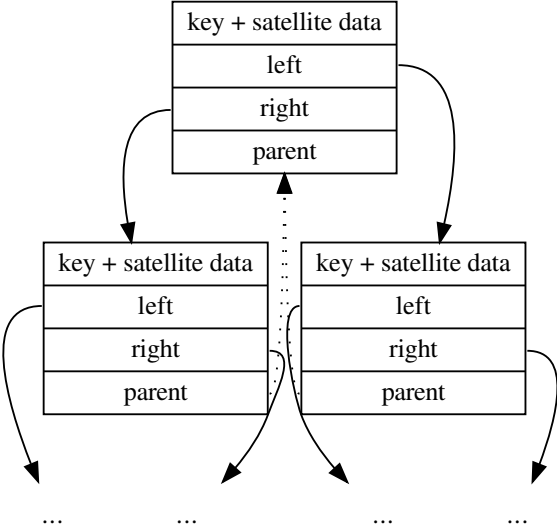 key + satellite data
left
right
parent
key + satellite data
left
right
parent
key + satellite data
left
right
parent
... ... ... ...